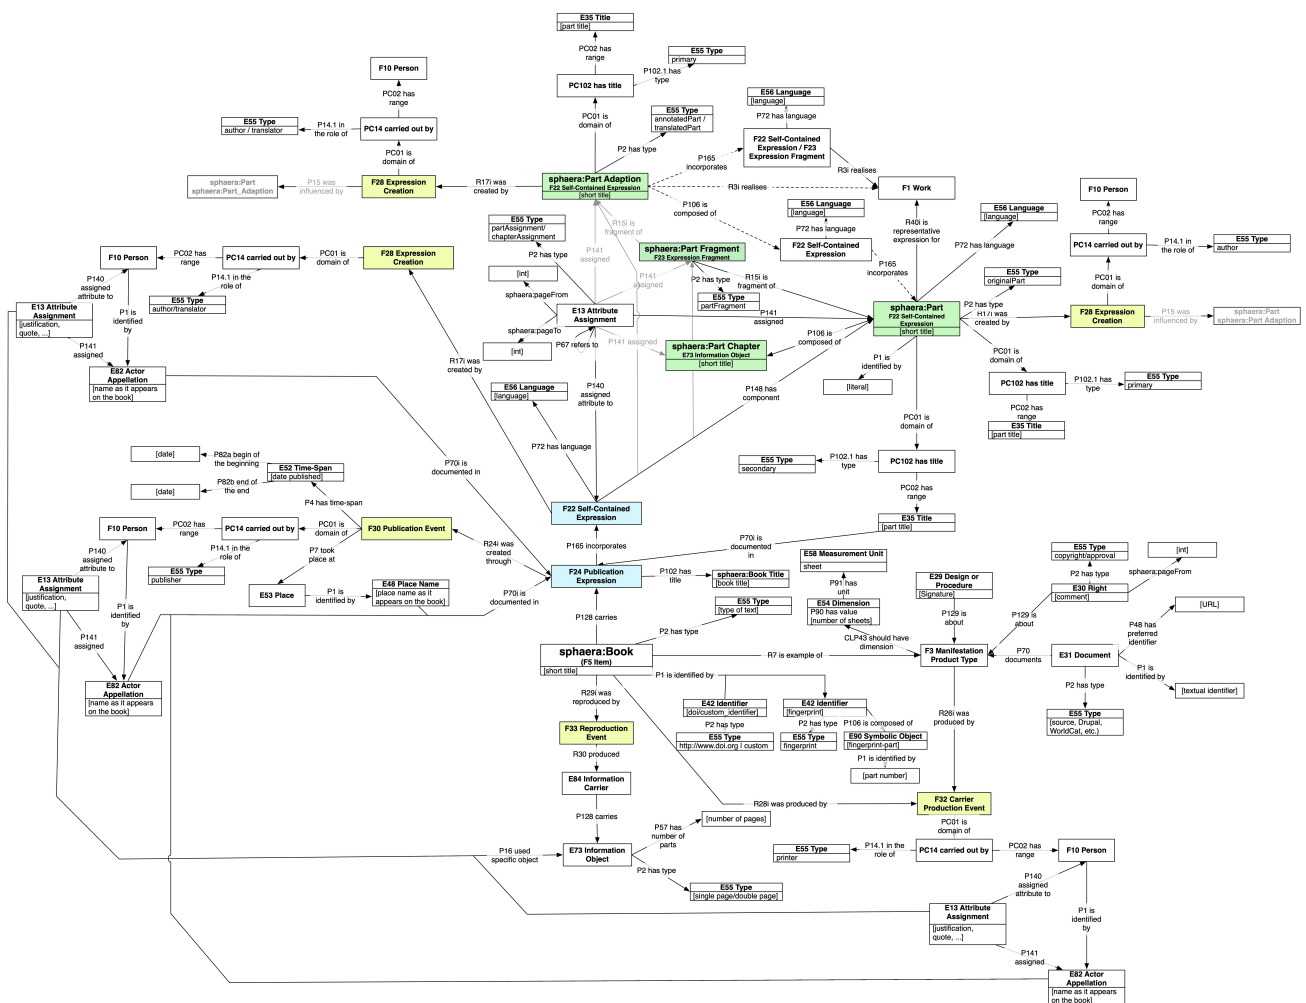 E35 Title
[part title]
PC02 has
range
E55 Type
primary
P102.1 has
type
PC102 has title
F10 Person
PC02 has
range
E55 Type
author / translator
P14.1 in
the role of
PC14 carried out by
PC01 is
domain of
PC01 is
domain of
E55 Type
annotatedPart /
translatedPart
P2 has type
E56 Language
[language]
P72 has language
F22 Self-Contained
Expression / F23
Expression Fragment
P165
incorporates
R3i realises
sphaera:Part
sphaera:Part_Adaption
P15 was
influenced by
F28 Expression
Creation
R17i was
created by
sphaera:Part Adaption
F22 Self-Contained Expression
[short title]
R3i realises
F1 Work
P106 is
composed of
E56 Language
[language]
P72 has language
F22 Self-Contained
Expression
P165
incorporates
R40i is
representative
expression for
E56 Language
[language]
P72 has language
F10 Person
PC02 has
range
PC14 carried out by
P14.1 in
the role of
E55 Type
author
PC01 is
domain of
E55 Type
originalPart
P2 has type
R17i was
created by
F28 Expression
Creation
P15 was
influenced by
sphaera:Part
sphaera:Part Adaption
E55 Type
partAssignment/
chapterAssignment
P2 has type
R15i is
fragment of
P141
assigned
sphaera:Part Fragment
F23 Expression Fragment
P141
assigned
P2 has type
E55 Type
partFragment
R15i is
fragment of
[int]
sphaera:pageFrom
E13 Attribute
Assignment
P141
assigned
sphaera:Part
F22 Self-Contained
Expression
[short title]
sphaera:pageTo
[int]
P67 refers to
P141 assigned
P106 is
composed of
sphaera:Part Chapter
E73 Information Object
[short title]
P1 is
identified by
[literal]
PC01 is
domain of
PC102 has title
P102.1 has
type
E55 Type
primary
PC02 has
range
E35 Title
[part title]
F10 Person
PC02 has
range
PC14 carried out by
PC01 is
domain of
F28 Expression
Creation
P140
assigned
attribute to
P14.1 in the
role of
E55 Type
author/translator
E13 Attribute
Assignment
[justification,
quote, ...]
P1 is
identified
by
P141
assigned
E82 Actor
Appellation
[name as it appears
on the book]
R17i was
created by
E56 Language
[language]
P72 has language
P140
assigned
attribute to
P148 has
component
PC01 is
domain of
E55 Type
secondary
P102.1 has
type
PC102 has title
PC02 has
range
E35 Title
[part title]
P70i is
documented in
[date]
P82a begin of
the beginning
E52 Time-Span
[date published]
[date]
P82b end of
the end
P4 has time-span
F10 Person
PC02 has
range
PC14 carried out by
PC01 is
domain of
F30 Publication Event
R24i was
created
through
F22 Self-Contained
Expression
P165 incorporates
P70i is
documented
in
P140
assigned
attribute to
P14.1 in the
role of
P7 took
place at
E55 Type
publisher
E13 Attribute
Assignment
[justification,
quote, ...]
E53 Place
P1 is
identified by
E48 Place Name
[place name as it
appears on the book]
P70i is
documented in
F24 Publication
Expression
P102 has
title
sphaera:Book Title
[book title]
P1 is
identified
by
P141
assigned
E82 Actor
Appellation
[name as it appears
on the book]
P128 carries
E55 Type
[type of text]
P2 has type
E58 Measurement Unit
sheet
P91 has
unit
E54 Dimension
P90 has value
[number of sheets]
CLP43 should have
dimension
E29 Design or
Procedure
[Signature]
P129 is
about
E55 Type
copyright/approval
P2 has type
[int]
sphaera:pageFrom
E30 Right
[comment]
P129 is
about
[URL]
P48 has
preferred
identifier
sphaera:Book
(F5 Item)
[short title]
R7 is example of
F3 Manifestation
Product Type
P70
documents
E31 Document
P1 is
identified by
[textual identifier]
P2 has type
E55 Type
[source, Drupal,
WorldCat, etc.)
P1 is identified by
R29i was
reproduced by
E42 Identifier
[doi/custom_identifier]
P2 has type
E55 Type
http://www.doi.org I custom
E42 Identifier
[fingerprint]
P2 has type
E55 Type
fingerprint
P106 is composed of
E90 Symbolic Object
[fingerprint-part]
P1 is identified by
[part number]
R26i was
produced by
F33 Reproduction
Event
R30 produced
E84 Information
Carrier
P128 carries
R28i was produced by
F32 Carrier
Production Event
PC01 is
domain of
P57 has
number of
parts
[number of pages]
P16 used
specific object
E73 Information
Object
P2 has type
E55 Type
[single page/double page]
E55 Type
printer
P14.1 in the
role of
PC14 carried out by
PC02 has
range
F10 Person
P140
assigned
attribute to
E13 Attribute
Assignment
[justification,
quote, ...]
P1 is
identified
by
P141
assigned
E82 Actor
Appellation
[name as it appears
on the book]